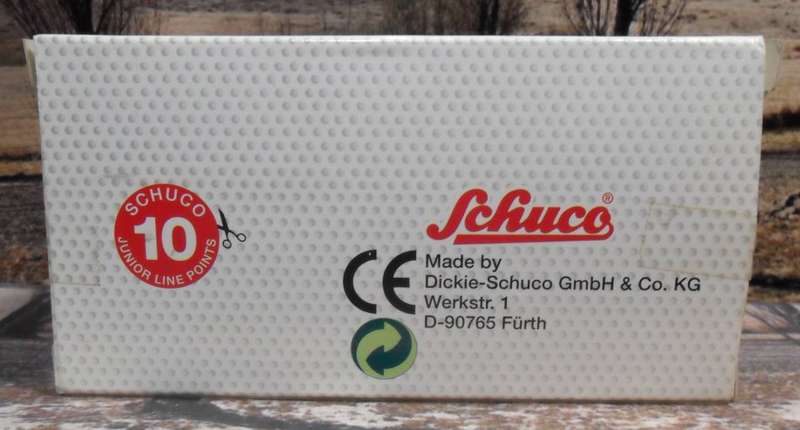 SCHUCO
10
JUNIOR LINE POINTS
Schuco®
CE
Made by
Dickie-Schuco GmbH & Co. KG
Werkstr. 1
D-90765 Fürth